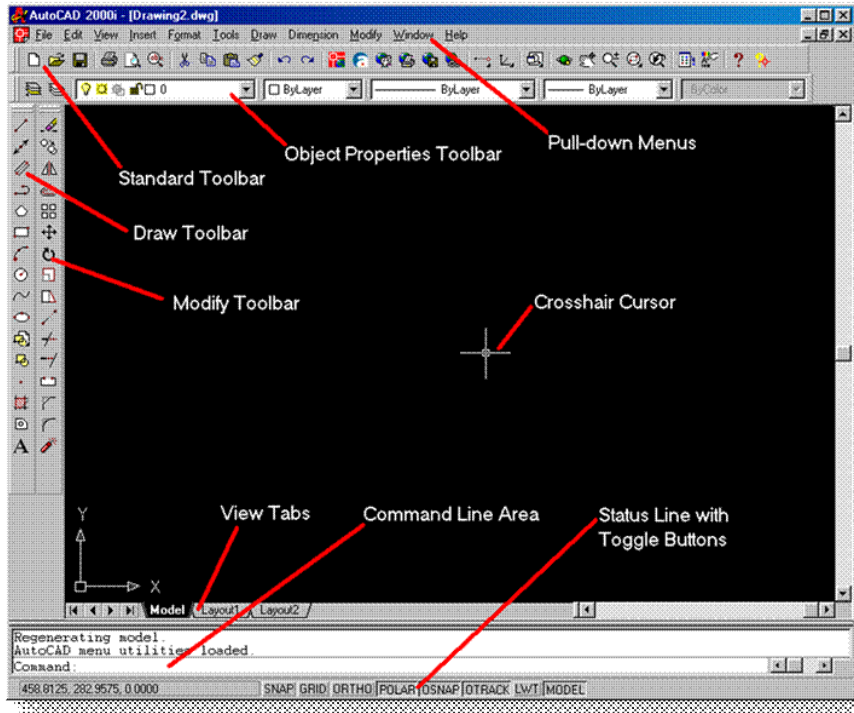 AutoCAD 2000i - [Drawing2.dwg]
File Edit View Insert Format Tools Draw Dimension Modify Window Help
0 ByLayer ByLayer ByLayer ByColor
Pull-down Menus
Object Properties Toolbar
Standard Toolbar
Draw Toolbar
Modify Toolbar
Crosshair Cursor
View Tabs
Command Line Area
Status Line with
Toggle Buttons
A
Y
X
Model Layout1 Layout2
Regenerating model.
AutoCAD menu utilities loaded.
Command:
458.8125, 282.9575, 0.0000 SNAP GRID ORTHO POLAR OSNAP OTRACK LWT MODEL